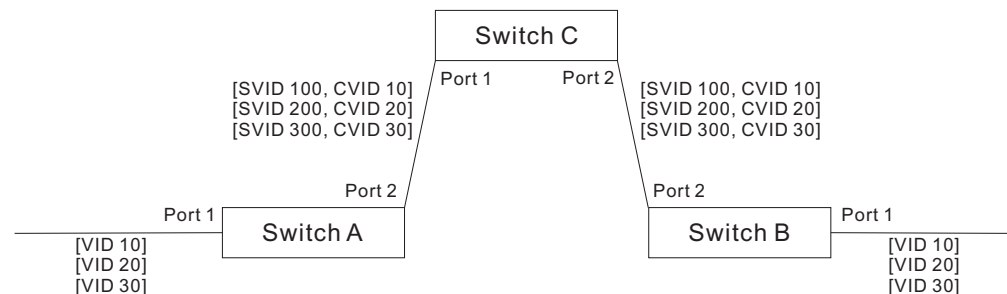 Switch C
Port 1
Port 2
[SVID 100, CVID 10]
[SVID 200, CVID 20]
[SVID 300, CVID 30]
[SVID 100, CVID 10]
[SVID 200, CVID 20]
[SVID 300, CVID 30]
Port 2
Port 2
Port 1
Switch A
Switch B
Port 1
[VID 10]
[VID 20]
[VID 30]
[VID 10]
[VID 20]
[VID 30]